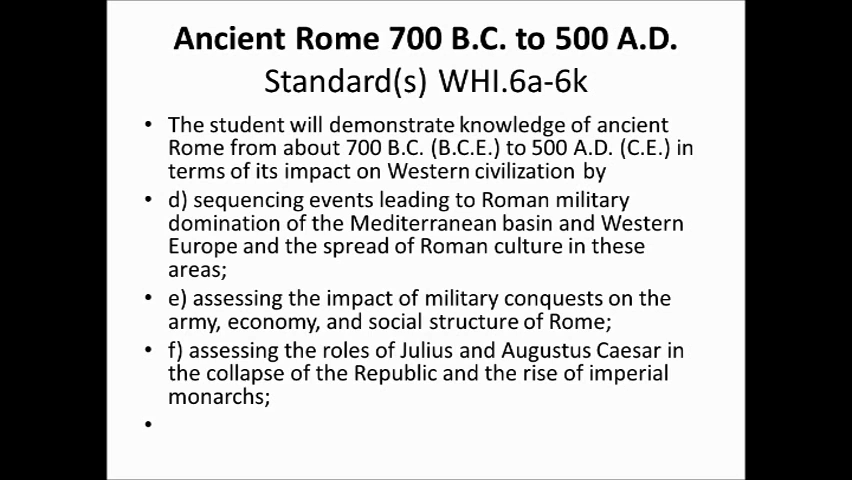 Ancient Rome 700 B.C. to 500 A.D.
Standard(s) WHI.6a-6k
• The student will demonstrate knowledge of ancient
Rome from about 700 B.C. (B.C.E.) to 500 A.D. (C.E.) in
terms of its impact on Western civilization by
• d) sequencing events leading to Roman military
domination of the Mediterranean basin and Western
Europe and the spread of Roman culture in these
areas;
• e) assessing the impact of military conquests on the
army, economy, and social structure of Rome;
• f) assessing the roles of Julius and Augustus Caesar in
the collapse of the Republic and the rise of imperial
monarchs;
•